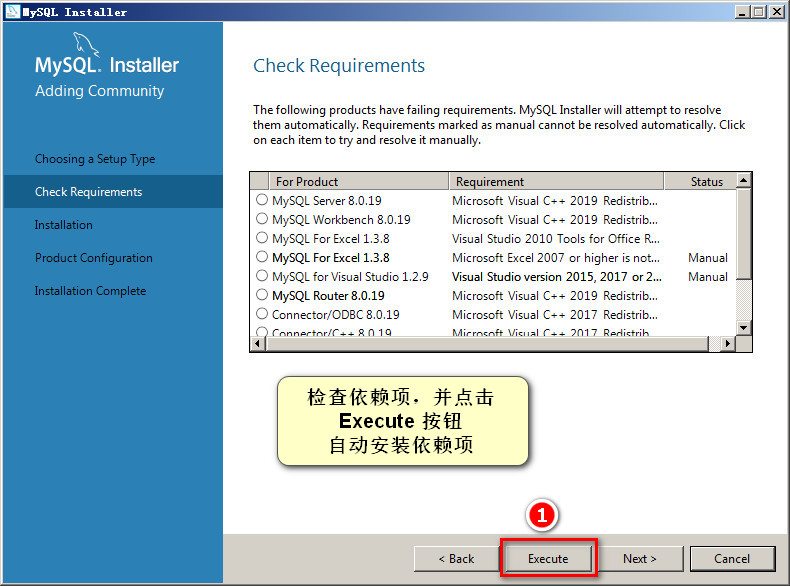 MySQL Installer
MySQL. Installer
Adding Community
Choosing a Setup Type
Check Requirements
Installation
Product Configuration
Installation Complete
Check Requirements
The following products have failing requirements. MySQL Installer will attempt to resolve
them automatically. Requirements marked as manual cannot be resolved automatically. Click
on each item to try and resolve it manually.
For Product Requirement Status
MySQL Server 8.0.19 Microsoft Visual C++ 2019 Redistrib...
MySQL Workbench 8.0.19 Microsoft Visual C++ 2019 Redistrib...
MySQL For Excel 1.3.8 Visual Studio 2010 Tools for Office R...
MySQL For Excel 1.3.8 Microsoft Excel 2007 or higher is not... Manual
MySQL for Visual Studio 1.2.9 Visual Studio version 2015, 2017 or 2... Manual
MySQL Router 8.0.19 Microsoft Visual C++ 2019 Redistrib...
Connector/ODBC 8.0.19 Microsoft Visual C++ 2017 Redistrib...
Connector/C++ 8.0.19 Microsoft Visual C++ 2017 Redistrib
检查依赖项，并点击
Execute 按钮
自动安装依赖项
1
< Back Execute Next > Cancel